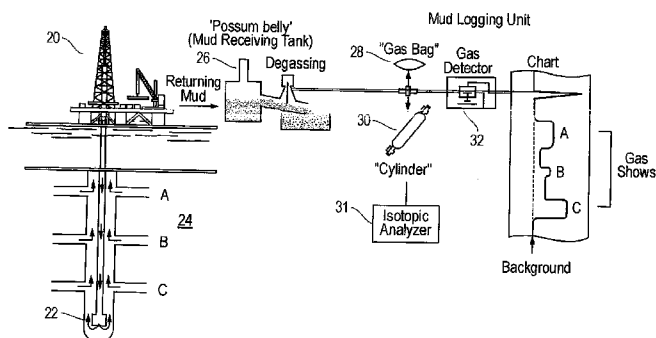 Mud Logging Unit
20
'Possum belly'
(Mud Receiving Tank)
26
Degassing
28
"Gas Bag"
Gas
Detector
Chart
Returning
Mud
30
32
A
B
C
Gas
Shows
"Cylinder"
31
Isotopic
Analyzer
Background
A
24
B
C
22